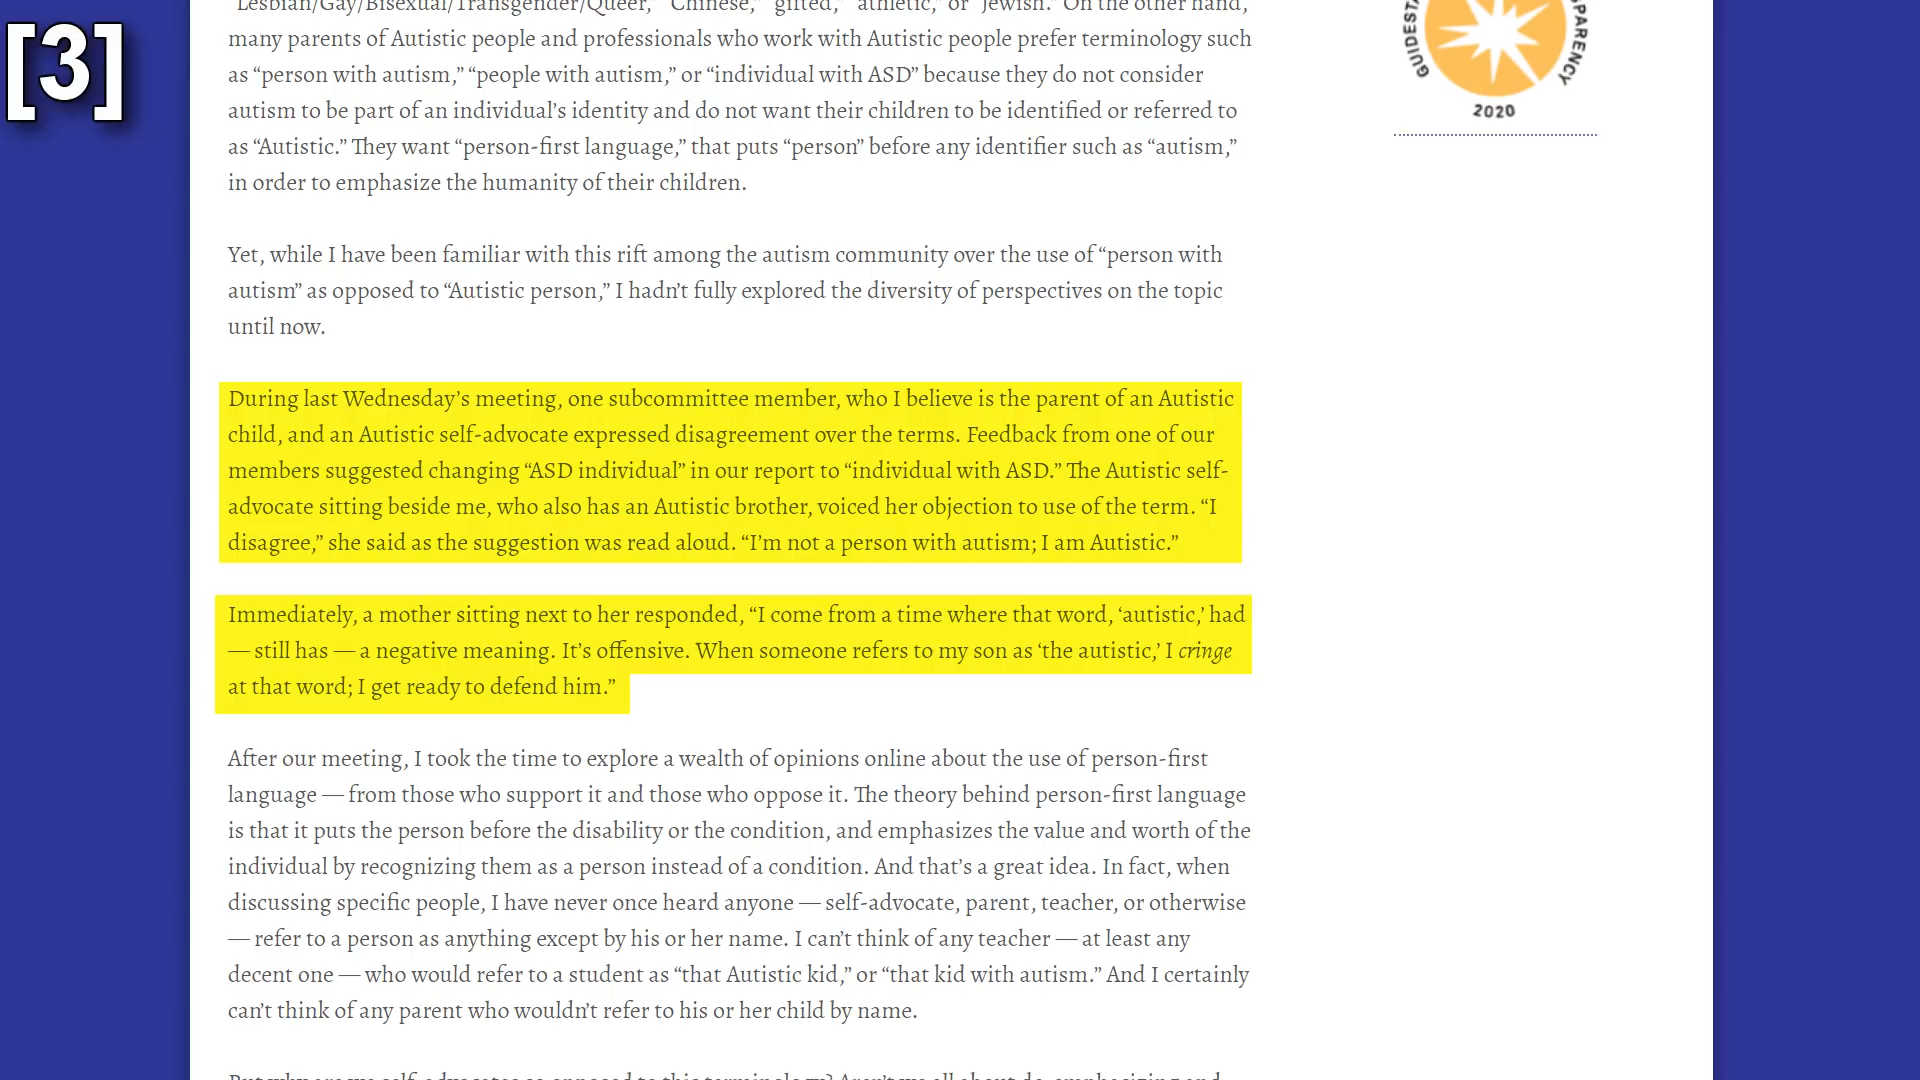 [3]
"Lesbian/Gay/Bisexual/Transgender/Queer," "Chinese," "gifted," "athletic," or "Jewish." On the other hand,
many parents of Autistic people and professionals who work with Autistic people prefer terminology such
as “person with autism,” “people with autism,” or “individual with ASD” because they do not consider
autism to be part of an individual’s identity and do not want their children to be identified or referred to
as “Autistic.” They want “person-first language,” that puts “person” before any identifier such as “autism,”
in order to emphasize the humanity of their children.
Yet, while I have been familiar with this rift among the autism community over the use of “person with
autism” as opposed to “Autistic person,” I hadn’t fully explored the diversity of perspectives on the topic
until now.
During last Wednesday’s meeting, one subcommittee member, who I believe is the parent of an Autistic
child, and an Autistic self-advocate expressed disagreement over the terms. Feedback from one of our
members suggested changing “ASD individual” in our report to “individual with ASD.” The Autistic self-
advocate sitting beside me, who also has an Autistic brother, voiced her objection to use of the term. “I
disagree,” she said as the suggestion was read aloud. “I’m not a person with autism; I am Autistic.”
Immediately, a mother sitting next to her responded, “I come from a time where that word, ‘autistic,’ had
— still has — a negative meaning. It’s offensive. When someone refers to my son as ‘the autistic,’ I cringe
at that word; I get ready to defend him.”
After our meeting, I took the time to explore a wealth of opinions online about the use of person-first
language — from those who support it and those who oppose it. The theory behind person-first language
is that it puts the person before the disability or the condition, and emphasizes the value and worth of the
individual by recognizing them as a person instead of a condition. And that’s a great idea. In fact, when
discussing specific people, I have never once heard anyone — self-advocate, parent, teacher, or otherwise
— refer to a person as anything except by his or her name. I can’t think of any teacher — at least any
decent one — who would refer to a student as “that Autistic kid,” or “that kid with autism.” And I certainly
can’t think of any parent who wouldn’t refer to his or her child by name.
2020